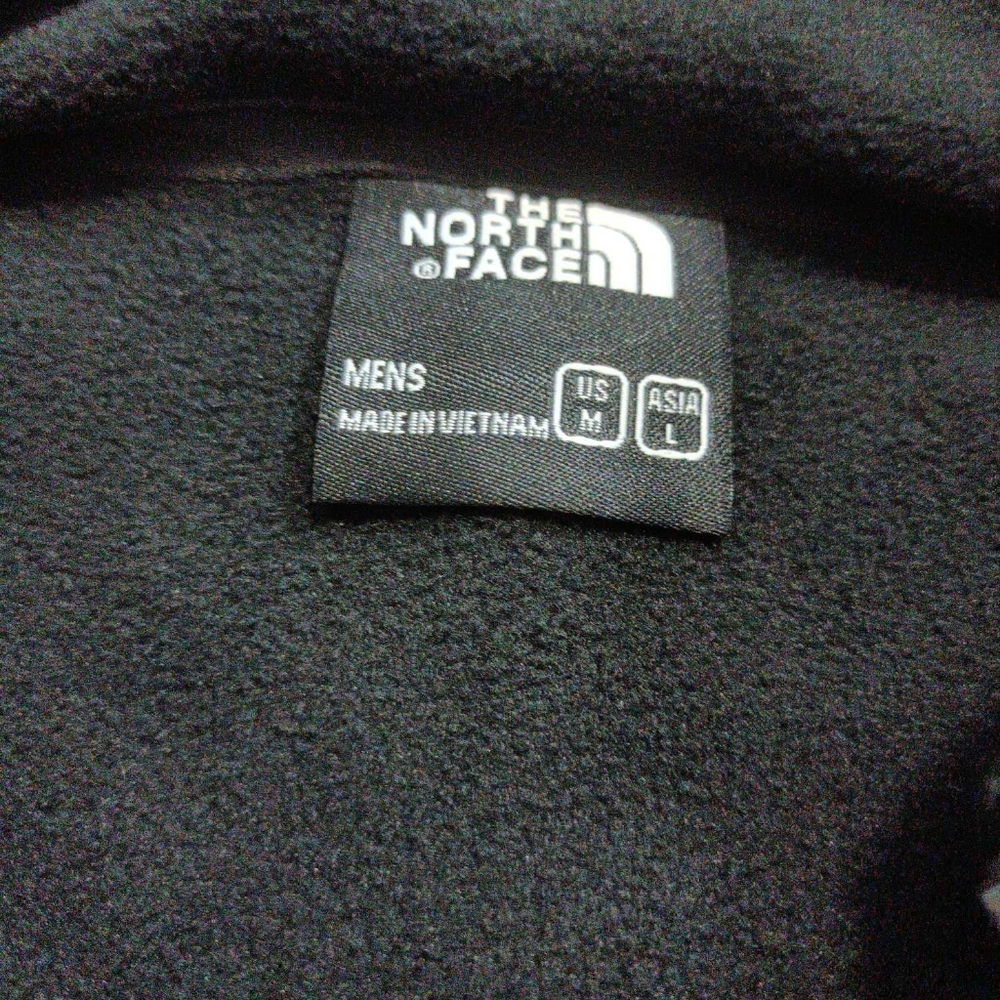 THE
NORTH
®FACE
MENS
MADE IN VIETNAM
US
M
ASIA
L